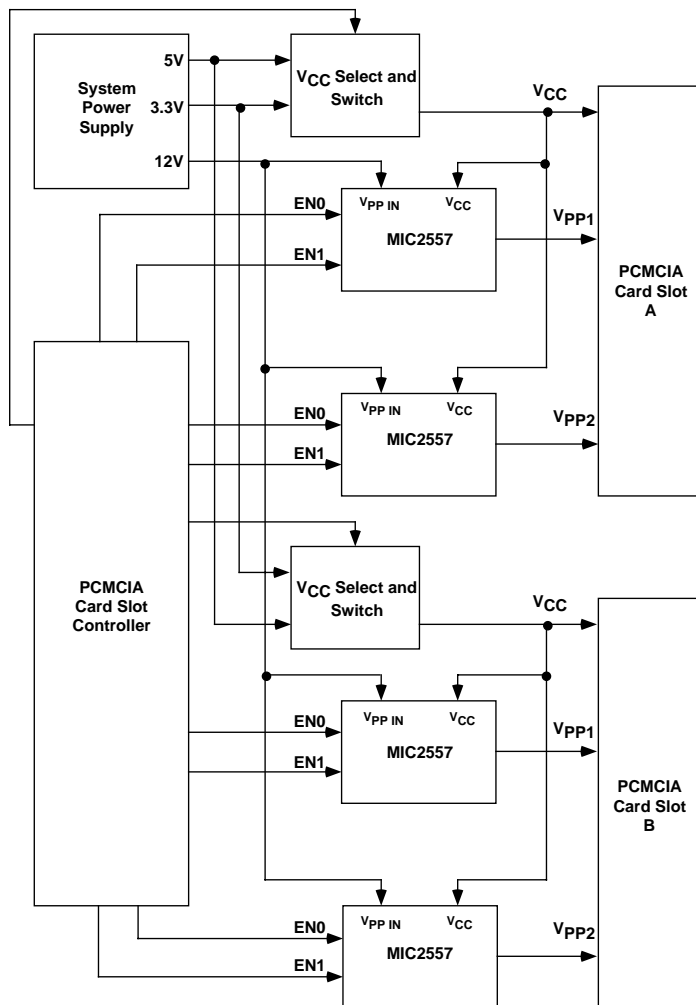 System
Power
Supply
5V
3.3V
12V
VCC Select and
Switch
VCC
EN0
EN1
VPP IN
VCC
MIC2557
VPP1
PCMCIA
Card Slot
A
EN0
EN1
VPP IN
VCC
MIC2557
VPP2
PCMCIA
Card Slot
Controller
VCC Select and
Switch
VCC
EN0
EN1
VPP IN
VCC
MIC2557
VPP1
PCMCIA
Card Slot
B
EN0
EN1
VPP IN
VCC
MIC2557
VPP2